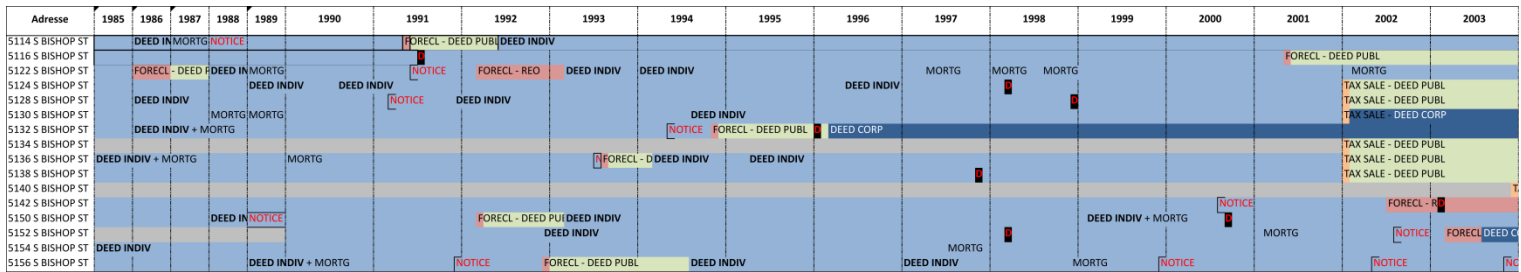 Adresse 1985 1986 1987 1988 1989 1990 1991 1992 1993 1994 1995 1996 1997 1998 1999 2000 2001 2002 2003
5114 S BISHOP ST DEED IN MORTG NOTICE FORECL - DEED PUBL DEED INDIV
5116 S BISHOP ST D FORECL - DEED PUBL
5122 S BISHOP ST FORECL - DEED P DEED IN MORTG NOTICE FORECL - REO DEED INDIV DEED INDIV MORTG MORTG MORTG MORTG
5124 S BISHOP ST DEED INDIV DEED INDIV DEED INDIV D TAX SALE - DEED PUBL
5128 S BISHOP ST DEED INDIV NOTICE DEED INDIV D TAX SALE - DEED PUBL
5130 S BISHOP ST MORTG MORTG DEED INDIV TAX SALE - DEED CORP
5132 S BISHOP ST DEED INDIV + MORTG NOTICE FORECL - DEED PUBL D DEED CORP
5134 S BISHOP ST TAX SALE - DEED PUBL
5136 S BISHOP ST DEED INDIV + MORTG MORTG N FORECL - D DEED INDIV DEED INDIV TAX SALE - DEED PUBL
5138 S BISHOP ST D TAX SALE - DEED PUBL
5140 S BISHOP ST T
5142 S BISHOP ST NOTICE FORECL - R D
5150 S BISHOP ST DEED IN NOTICE FORECL - DEED PU DEED INDIV DEED INDIV + MORTG D
5152 S BISHOP ST DEED INDIV D MORTG NOTICE FORECL DEED CO
5154 S BISHOP ST DEED INDIV MORTG
5156 S BISHOP ST DEED INDIV + MORTG NOTICE FORECL - DEED PUBL DEED INDIV DEED INDIV MORTG NOTICE NOTICE NO